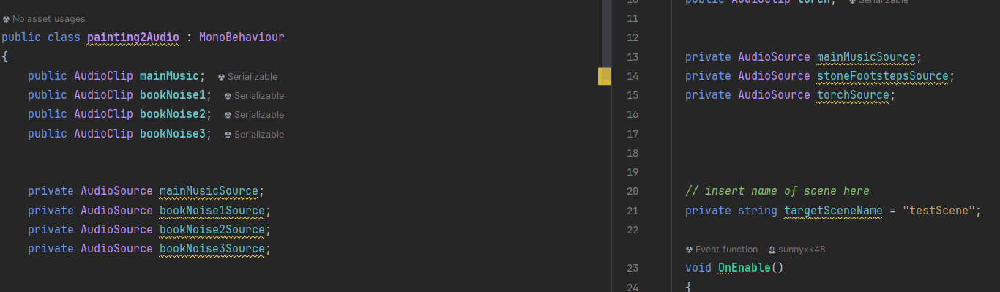 No asset usages
public class painting2Audio : MonoBehaviour
{
public AudioClip mainMusic; Serializable
public AudioClip bookNoise1; Serializable
public AudioClip bookNoise2; Serializable
public AudioClip bookNoise3; Serializable
private AudioSource mainMusicSource;
private AudioSource bookNoise1Source;
private AudioSource bookNoise2Source;
private AudioSource bookNoise3Source;
10 public AudioClip torch; Serializable
11
12
13 private AudioSource mainMusicSource;
14 private AudioSource stoneFootstepsSource;
15 private AudioSource torchSource;
16
17
18
19
20 // insert name of scene here
21 private string targetSceneName = "testScene";
22
Event function sunnyxk48
23 void OnEnable()
24 {